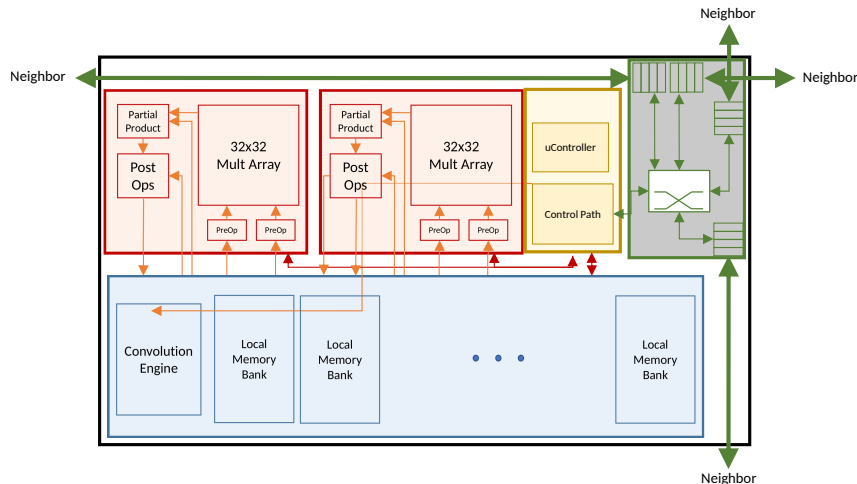 Neighbor
Neighbor
Neighbor
Partial
Product
32x32
Mult Array
Post
Ops
PreOp
PreOp
Partial
Product
32x32
Mult Array
Post
Ops
PreOp
PreOp
uController
Control Path
Convolution
Engine
Local
Memory
Bank
Local
Memory
Bank
Local
Memory
Bank
Neighbor